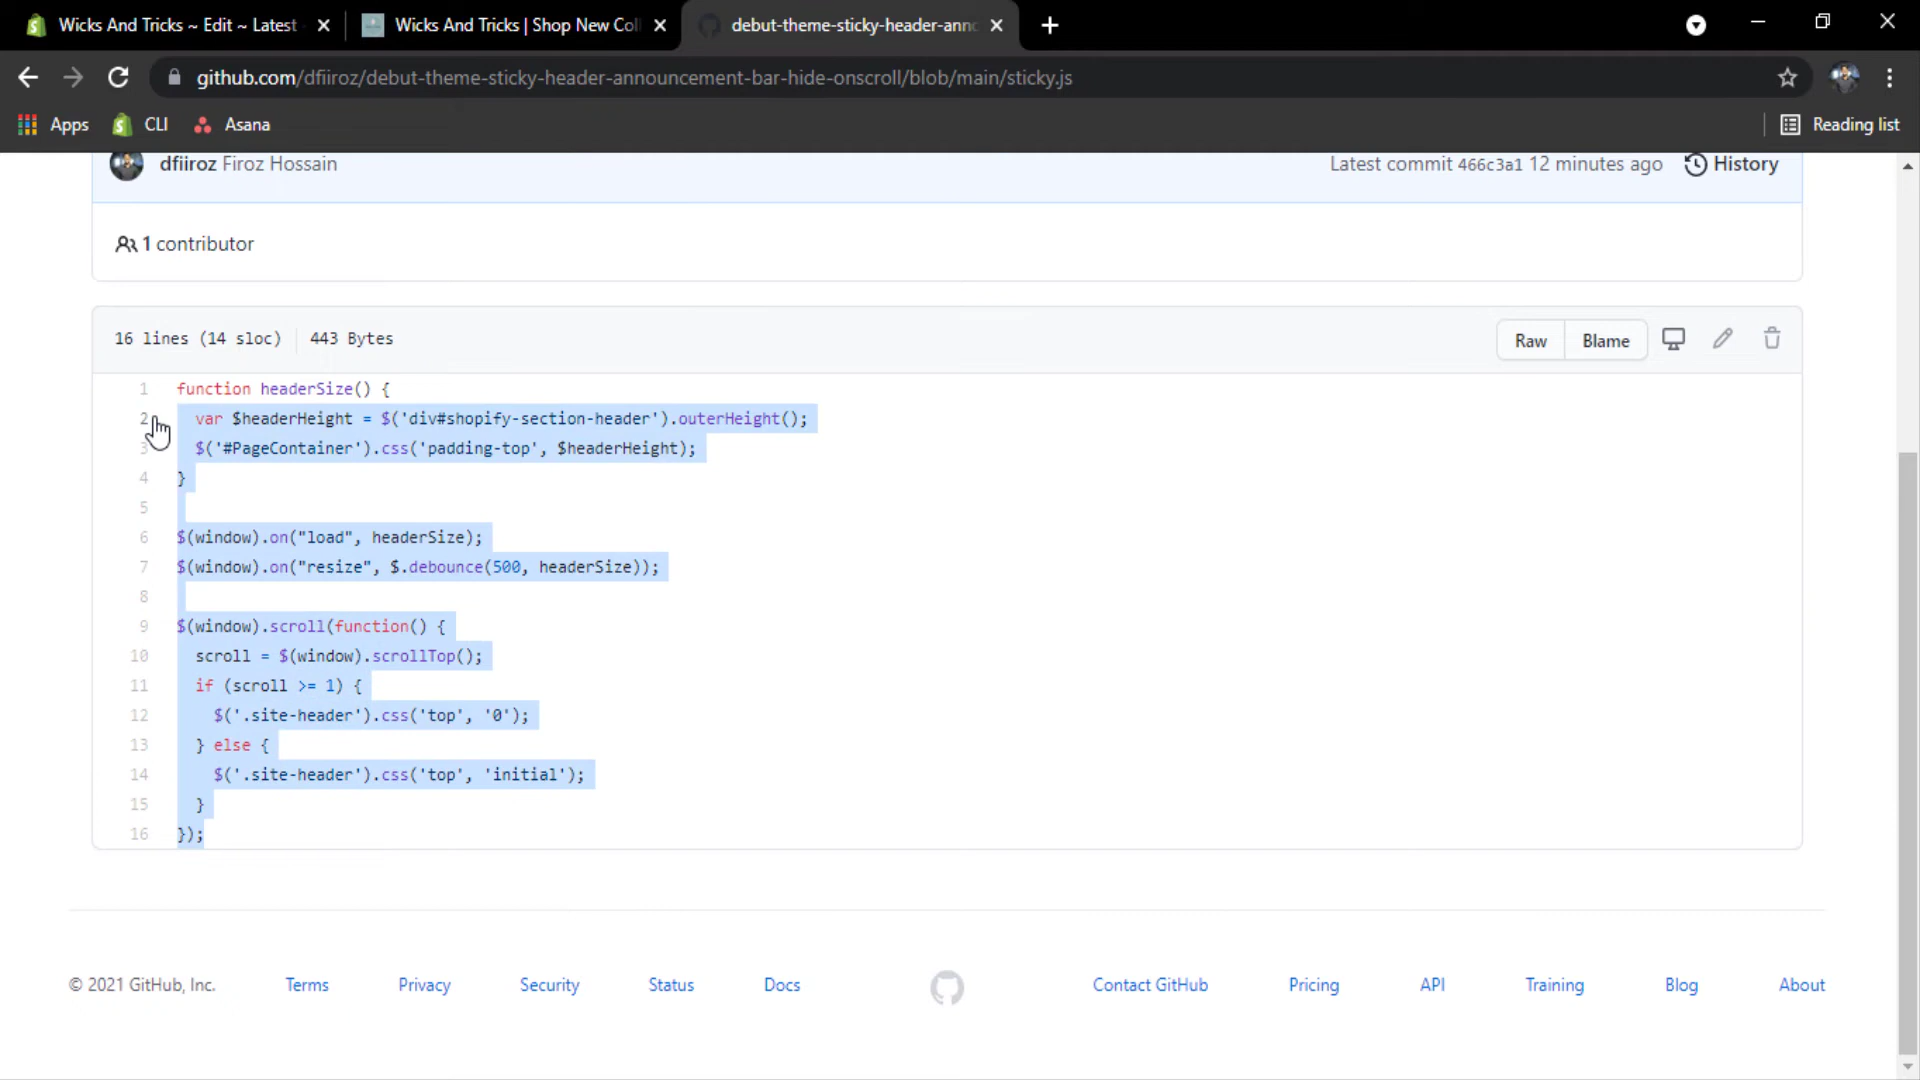 Wicks And Tricks ~ Edit ~ Latest
Wicks And Tricks | Shop New Col
debut-theme-sticky-header-ann
github.com/dfiiroz/debut-theme-sticky-header-announcement-bar-hide-onscroll/blob/main/sticky.js
Apps
CLI
Asana
Reading list
dfiiroz Firoz Hossain
Latest commit 466c3a1 12 minutes ago
History
1 contributor
16 lines (14 sloc)
443 Bytes
Raw
Blame
1 function headerSize() {
2 var $headerHeight = $('div#shopify-section-header').outerHeight();
3 $('#PageContainer').css('padding-top', $headerHeight);
4 }
5
6 $(window).on("load", headerSize);
7 $(window).on("resize", $.debounce(500, headerSize));
8
9 $(window).scroll(function() {
10 scroll = $(window).scrollTop();
11 if (scroll >= 1) {
12 $('.site-header').css('top', '0');
13 } else {
14 $('.site-header').css('top', 'initial');
15 }
16 });
© 2021 GitHub, Inc.
Terms
Privacy
Security
Status
Docs
Contact GitHub
Pricing
API
Training
Blog
About